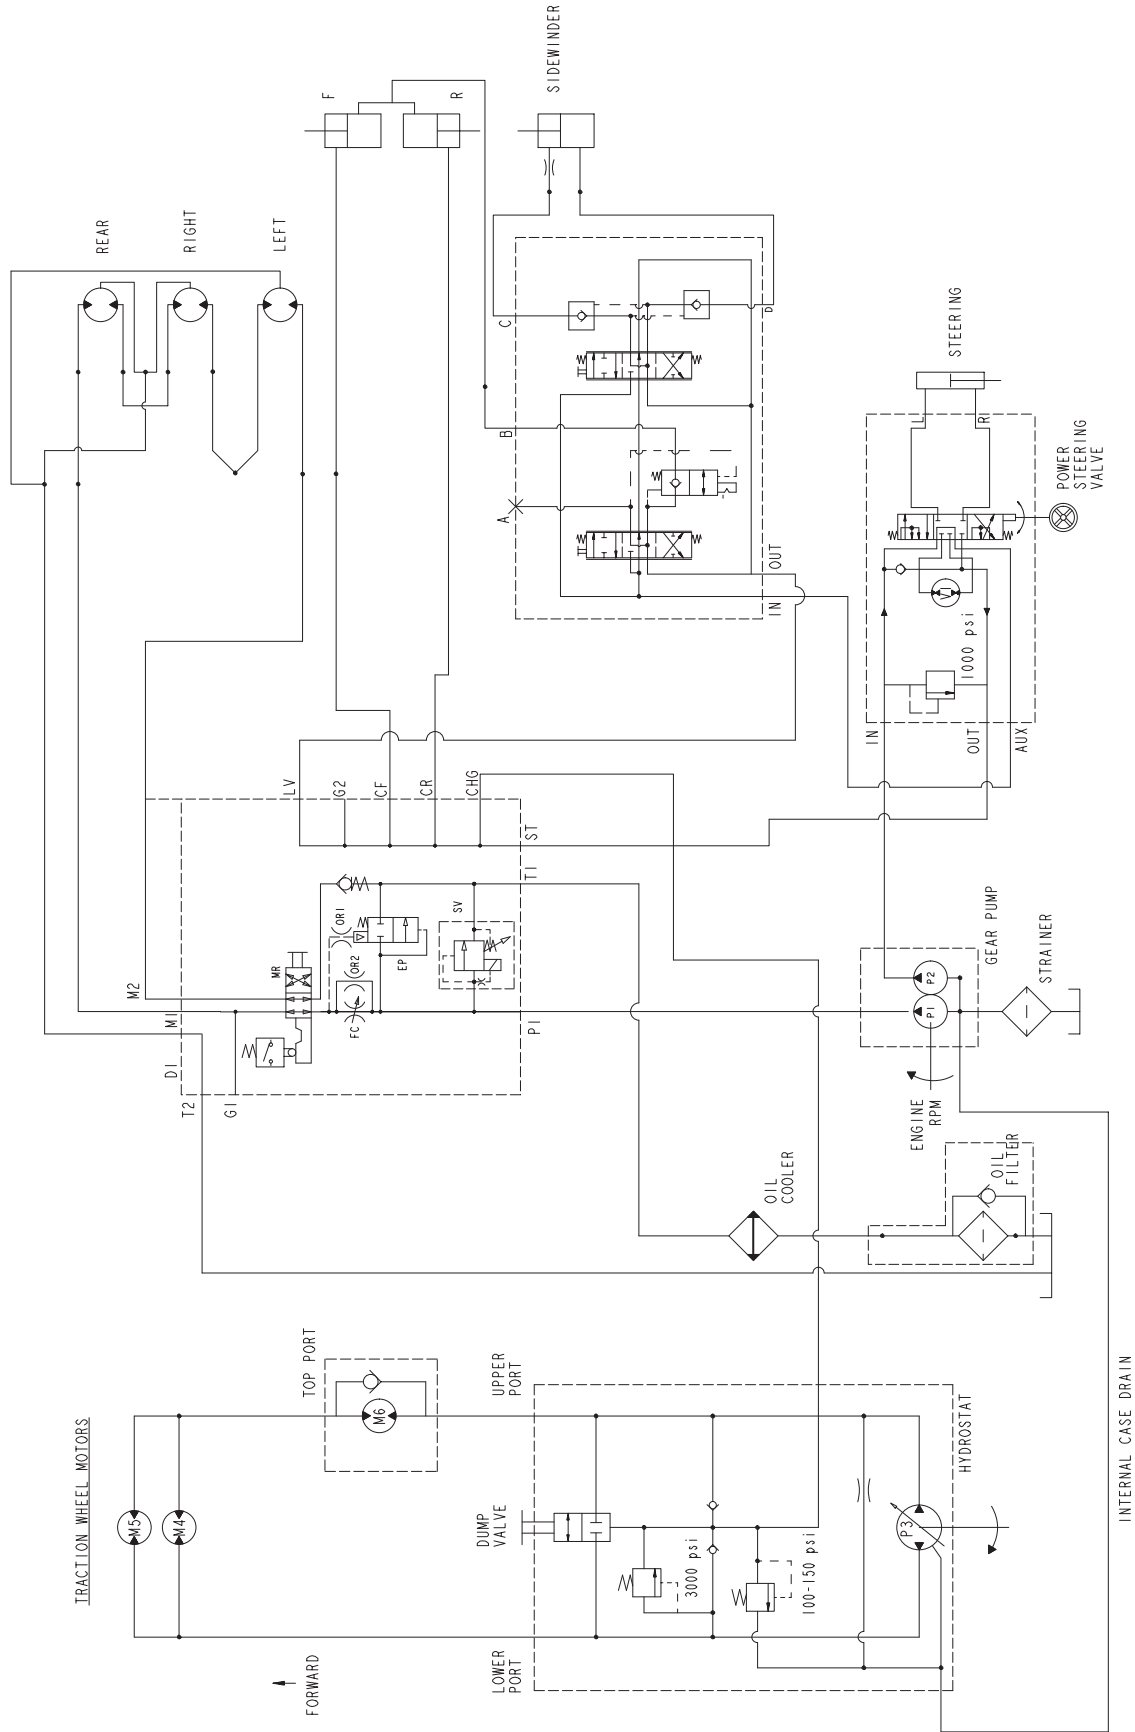 SIDEWINDER
F
R
REAR
RIGHT
LEFT
C
D
B
A
IN
OUT
STEERING
L
R
POWER
STEERING
VALVE
1000 psi
IN
OUT
AUX
LV
G2
CF
CR
CHG
ST
T1
M2
M1
D1
T2
G1
P1
MR
OR1
OR2
FC
EP
SV
GEAR PUMP
P2
P1
STRAINER
ENGINE
RPM
OIL
FILTER
OIL
COOLER
TOP PORT
M6
UPPER
PORT
TRACTION WHEEL MOTORS
M5
M4
DUMP
VALVE
3000 psi
100-150 psi
P3
HYDROSTAT
LOWER
PORT
FORWARD
INTERNAL CASE DRAIN